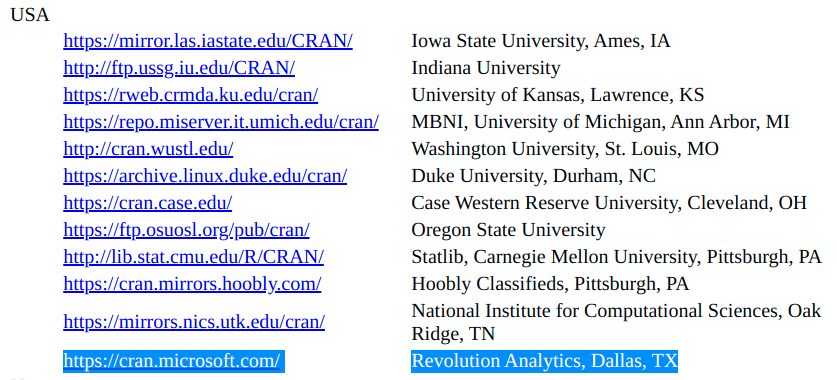 USA
https://mirror.las.iastate.edu/CRAN/ Iowa State University, Ames, IA
http://ftp.ussg.iu.edu/CRAN/ Indiana University
https://rweb.crmda.ku.edu/cran/ University of Kansas, Lawrence, KS
https://repo.miserver.it.umich.edu/cran/ MBNI, University of Michigan, Ann Arbor, MI
http://cran.wustl.edu/ Washington University, St. Louis, MO
https://archive.linux.duke.edu/cran/ Duke University, Durham, NC
https://cran.case.edu/ Case Western Reserve University, Cleveland, OH
https://ftp.osuosl.org/pub/cran/ Oregon State University
http://lib.stat.cmu.edu/R/CRAN/ Statlib, Carnegie Mellon University, Pittsburgh, PA
https://cran.mirrors.hoobly.com/ Hoobly Classifieds, Pittsburgh, PA
https://mirrors.nics.utk.edu/cran/ National Institute for Computational Sciences, Oak
Ridge, TN
https://cran.microsoft.com/ Revolution Analytics, Dallas, TX